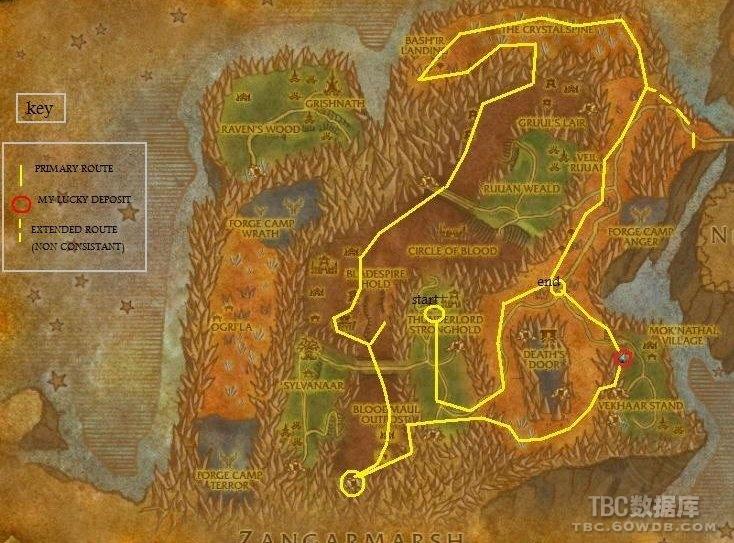 BASH'IR
LANDING
THE CRYSTALSPINE
key
GRISHNATH
RAVEN'S WOOD
GRUUL'S LAIR
VEIL
RUUAN
RUUAN WEALD
PRIMARY ROUTE
MY LUCKY DEPOSIT
EXTENDED ROUTE
(NON CONSISTANT)
FORGE CAMP
WRATH
FORGE CAMP
ANGER
N
CIRCLE OF BLOOD
BLADESPIRE
HOLD
end
start
THUNDERLORD
STRONGHOLD
OGRI'LA
MOK'NATHAL
VILLAGE
DEATH'S
DOOR
SYLVANAAR
BLOODMAUL
OUTPOST
VEKHAAR STAND
FORGE CAMP
TERROR
ZANGARMARSH
TBC数据库
TBC.60WDB.COM